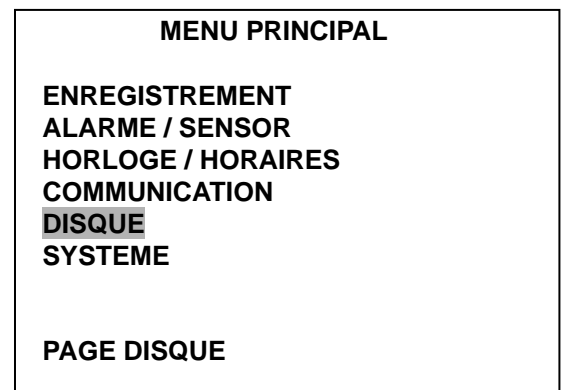 MENU PRINCIPAL
ENREGISTREMENT
ALARME / SENSOR
HORLOGE / HORAIRES
COMMUNICATION
DISQUE
SYSTEME
PAGE DISQUE